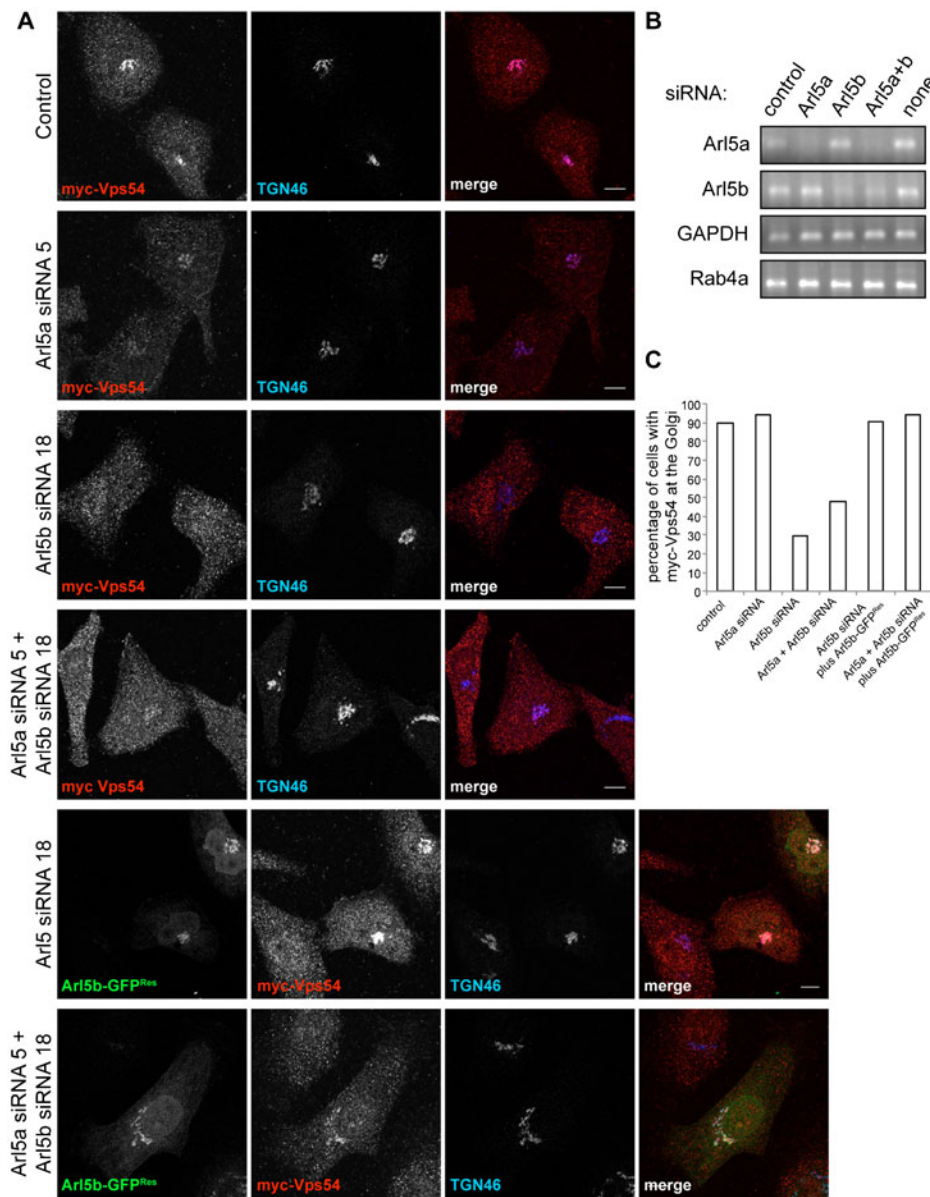 A
Control
myc-Vps54
TGN46
merge
Arl5a siRNA 5
myc-Vps54
TGN46
merge
Arl5b siRNA 18
myc-Vps54
TGN46
merge
Arl5a siRNA 5 +
Arl5b siRNA 18
myc Vps54
TGN46
merge
Arl5 siRNA 18
Arl5b-GFPRes
myc-Vps54
TGN46
merge
Arl5a siRNA 5 +
Arl5b siRNA 18
Arl5b-GFPRes
myc-Vps54
TGN46
merge
B
siRNA:
control
Arl5a
Arl5b
Arl5a+b
none
Arl5a
Arl5b
GAPDH
Rab4a
C
percentage of cells with
myc-Vps54 at the Golgi
100
90
80
70
60
50
40
30
20
10
0
control
Arl5a siRNA
Arl5b siRNA
Arl5a + Arl5b siRNA
Arl5b siRNA
plus Arl5b-GFPRes
Arl5a + Arl5b siRNA
plus Arl5b-GFPRes